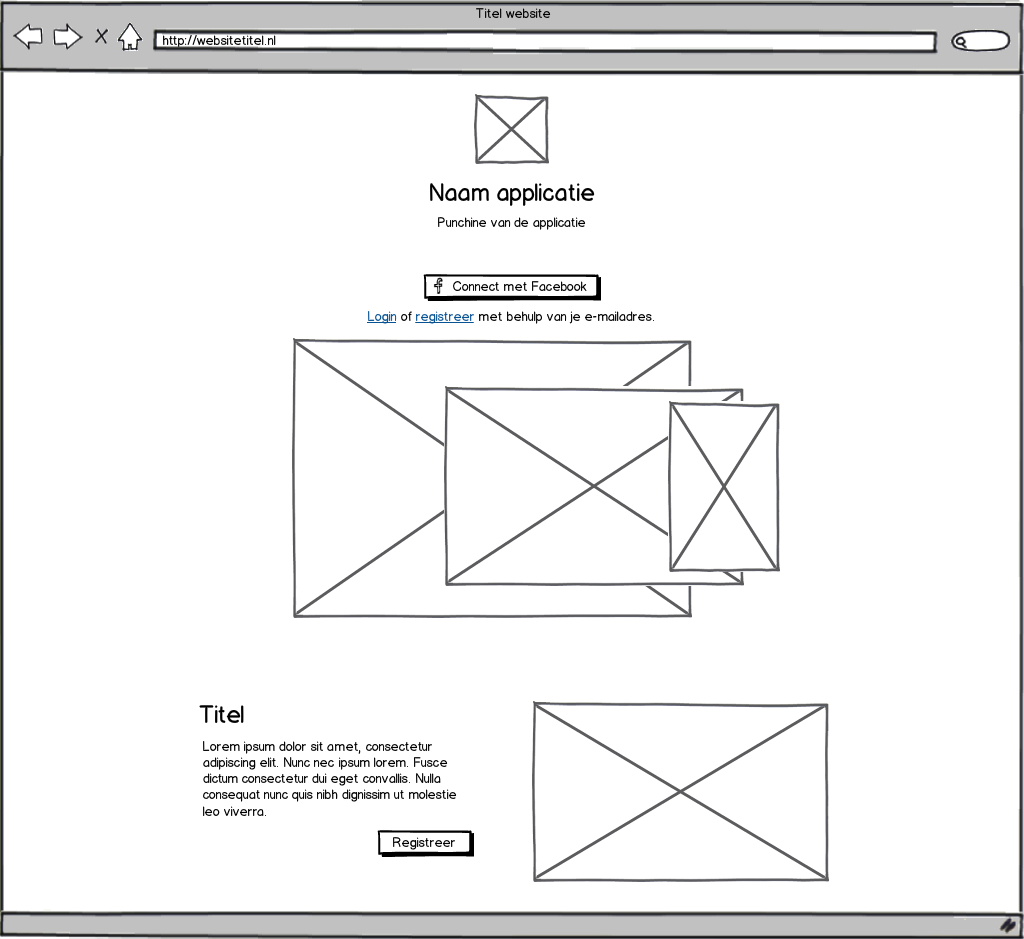 Titel website
http://websitetitel.nl
Naam applicatie
Punchine van de applicatie
Connect met Facebook
Login of registreer met behulp van je e-mailadres.
Titel
Lorem ipsum dolor sit amet, consectetur
adipiscing elit. Nunc nec ipsum lorem. Fusce
dictum consectetur dui eget convallis. Nulla
consequat nunc quis nibh dignissim ut molestie
leo viverra.
Registreer